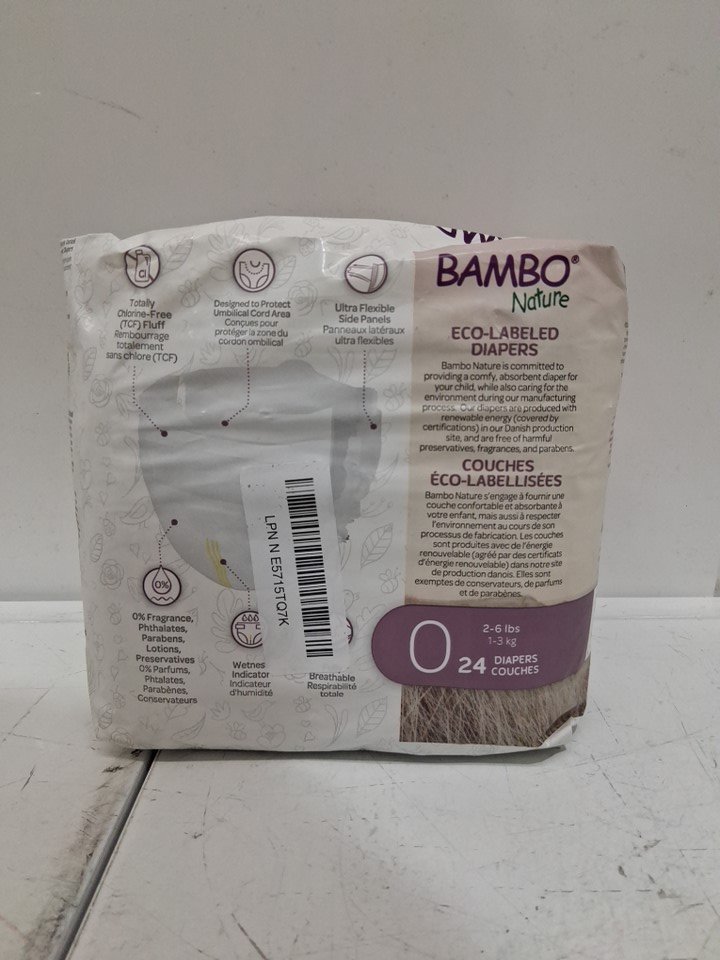 Totally
Chlorine-Free
(TCF) Fluff
Rembourrage
totalement
sans chlore (TCF)
Designed to Protect
Umbilical Cord Area
Conçues pour
protéger la zone du
cordon ombilical
Ultra Flexible
Side Panels
Panneaux latéraux
ultra flexibles
0%
0% Fragrance,
Phthalates,
Parabens,
Lotions,
Preservatives
0% Parfums,
Phtalates,
Parabènes,
Conservateurs
Wetnes
Indicator
Indicateur
d'humidité
Breathable
Respirabilité
totale
LPN N E5715TQ7K
BAMBO®
Nature
ECO-LABELED
DIAPERS
Bambo Nature is committed to
providing a comfy, absorbent diaper for
your child, while also caring for the
environment during our manufacturing
process. Our diapers are produced with
renewable energy (covered by
certifications) in our Danish production
site, and are free of harmful
preservatives, fragrances, and parabens.
COUCHES
ÉCO-LABELLISÉES
Bambo Nature s'engage à fournir une
couche confortable et absorbante à
votre enfant, mais aussi à respecter
l'environnement au cours de son
processus de fabrication. Les couches
sont produites avec de l'énergie
renouvelable (agréé par des certificats
d'énergie renouvelable) dans notre site
de production danois. Elles sont
exemptes de conservateurs, de parfums
et de parabènes.
0
2-6 lbs
1-3 kg
24 DIAPERS
COUCHES